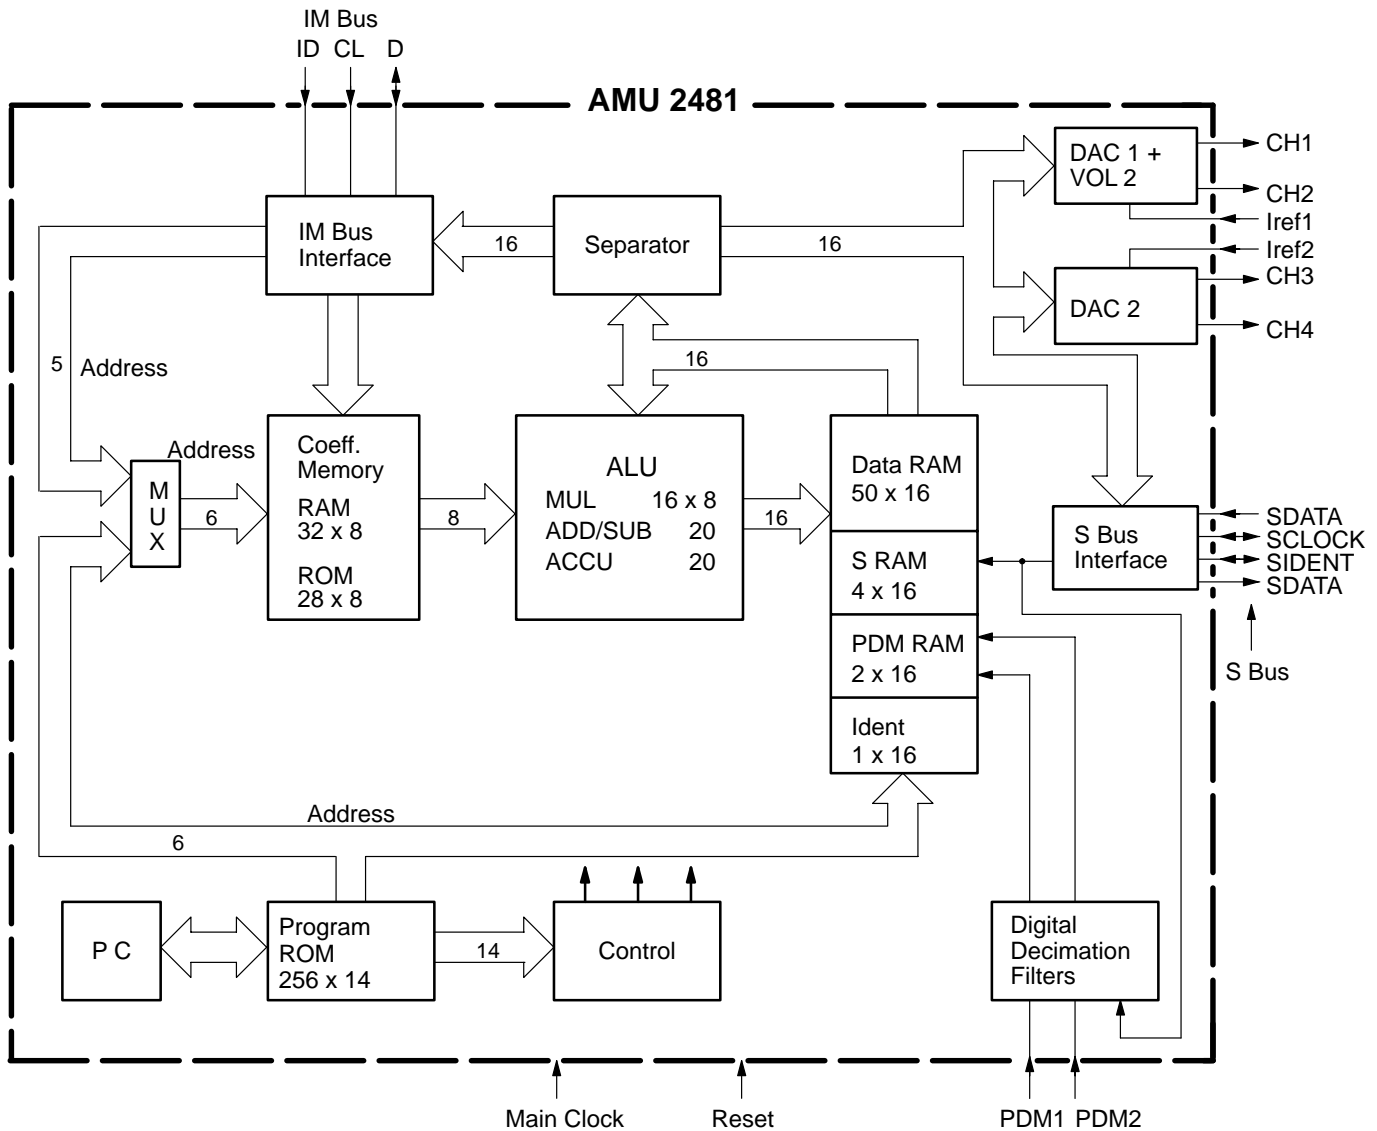 IM Bus
ID CL D
AMU 2481
DAC 1 +
VOL 2
CH1
CH2
Iref1
Iref2
CH3
CH4
DAC 2
IM Bus
Interface
16
Separator
16
5
Address
16
Address
MUX
6
Coeff.
Memory
RAM
32 x 8
ROM
28 x 8
8
ALU
MUL 16 x 8
ADD/SUB 20
ACCU 20
16
Data RAM
50 x 16
S RAM
4 x 16
PDM RAM
2 x 16
Ident
1 x 16
S Bus
Interface
SDATA
SCLOCK
SIDENT
SDATA
S Bus
Address
6
P C
Program
ROM
256 x 14
14
Control
Digital
Decimation
Filters
Main Clock
Reset
PDM1 PDM2